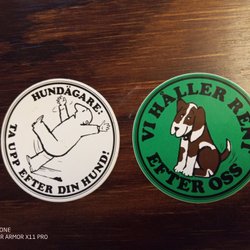 HUNDÄGARE:
TA UPP EFTER DIN HUND!
VI HÅLLER RENT
EFTER OSS
ONE
R ARMOR X11 PRO